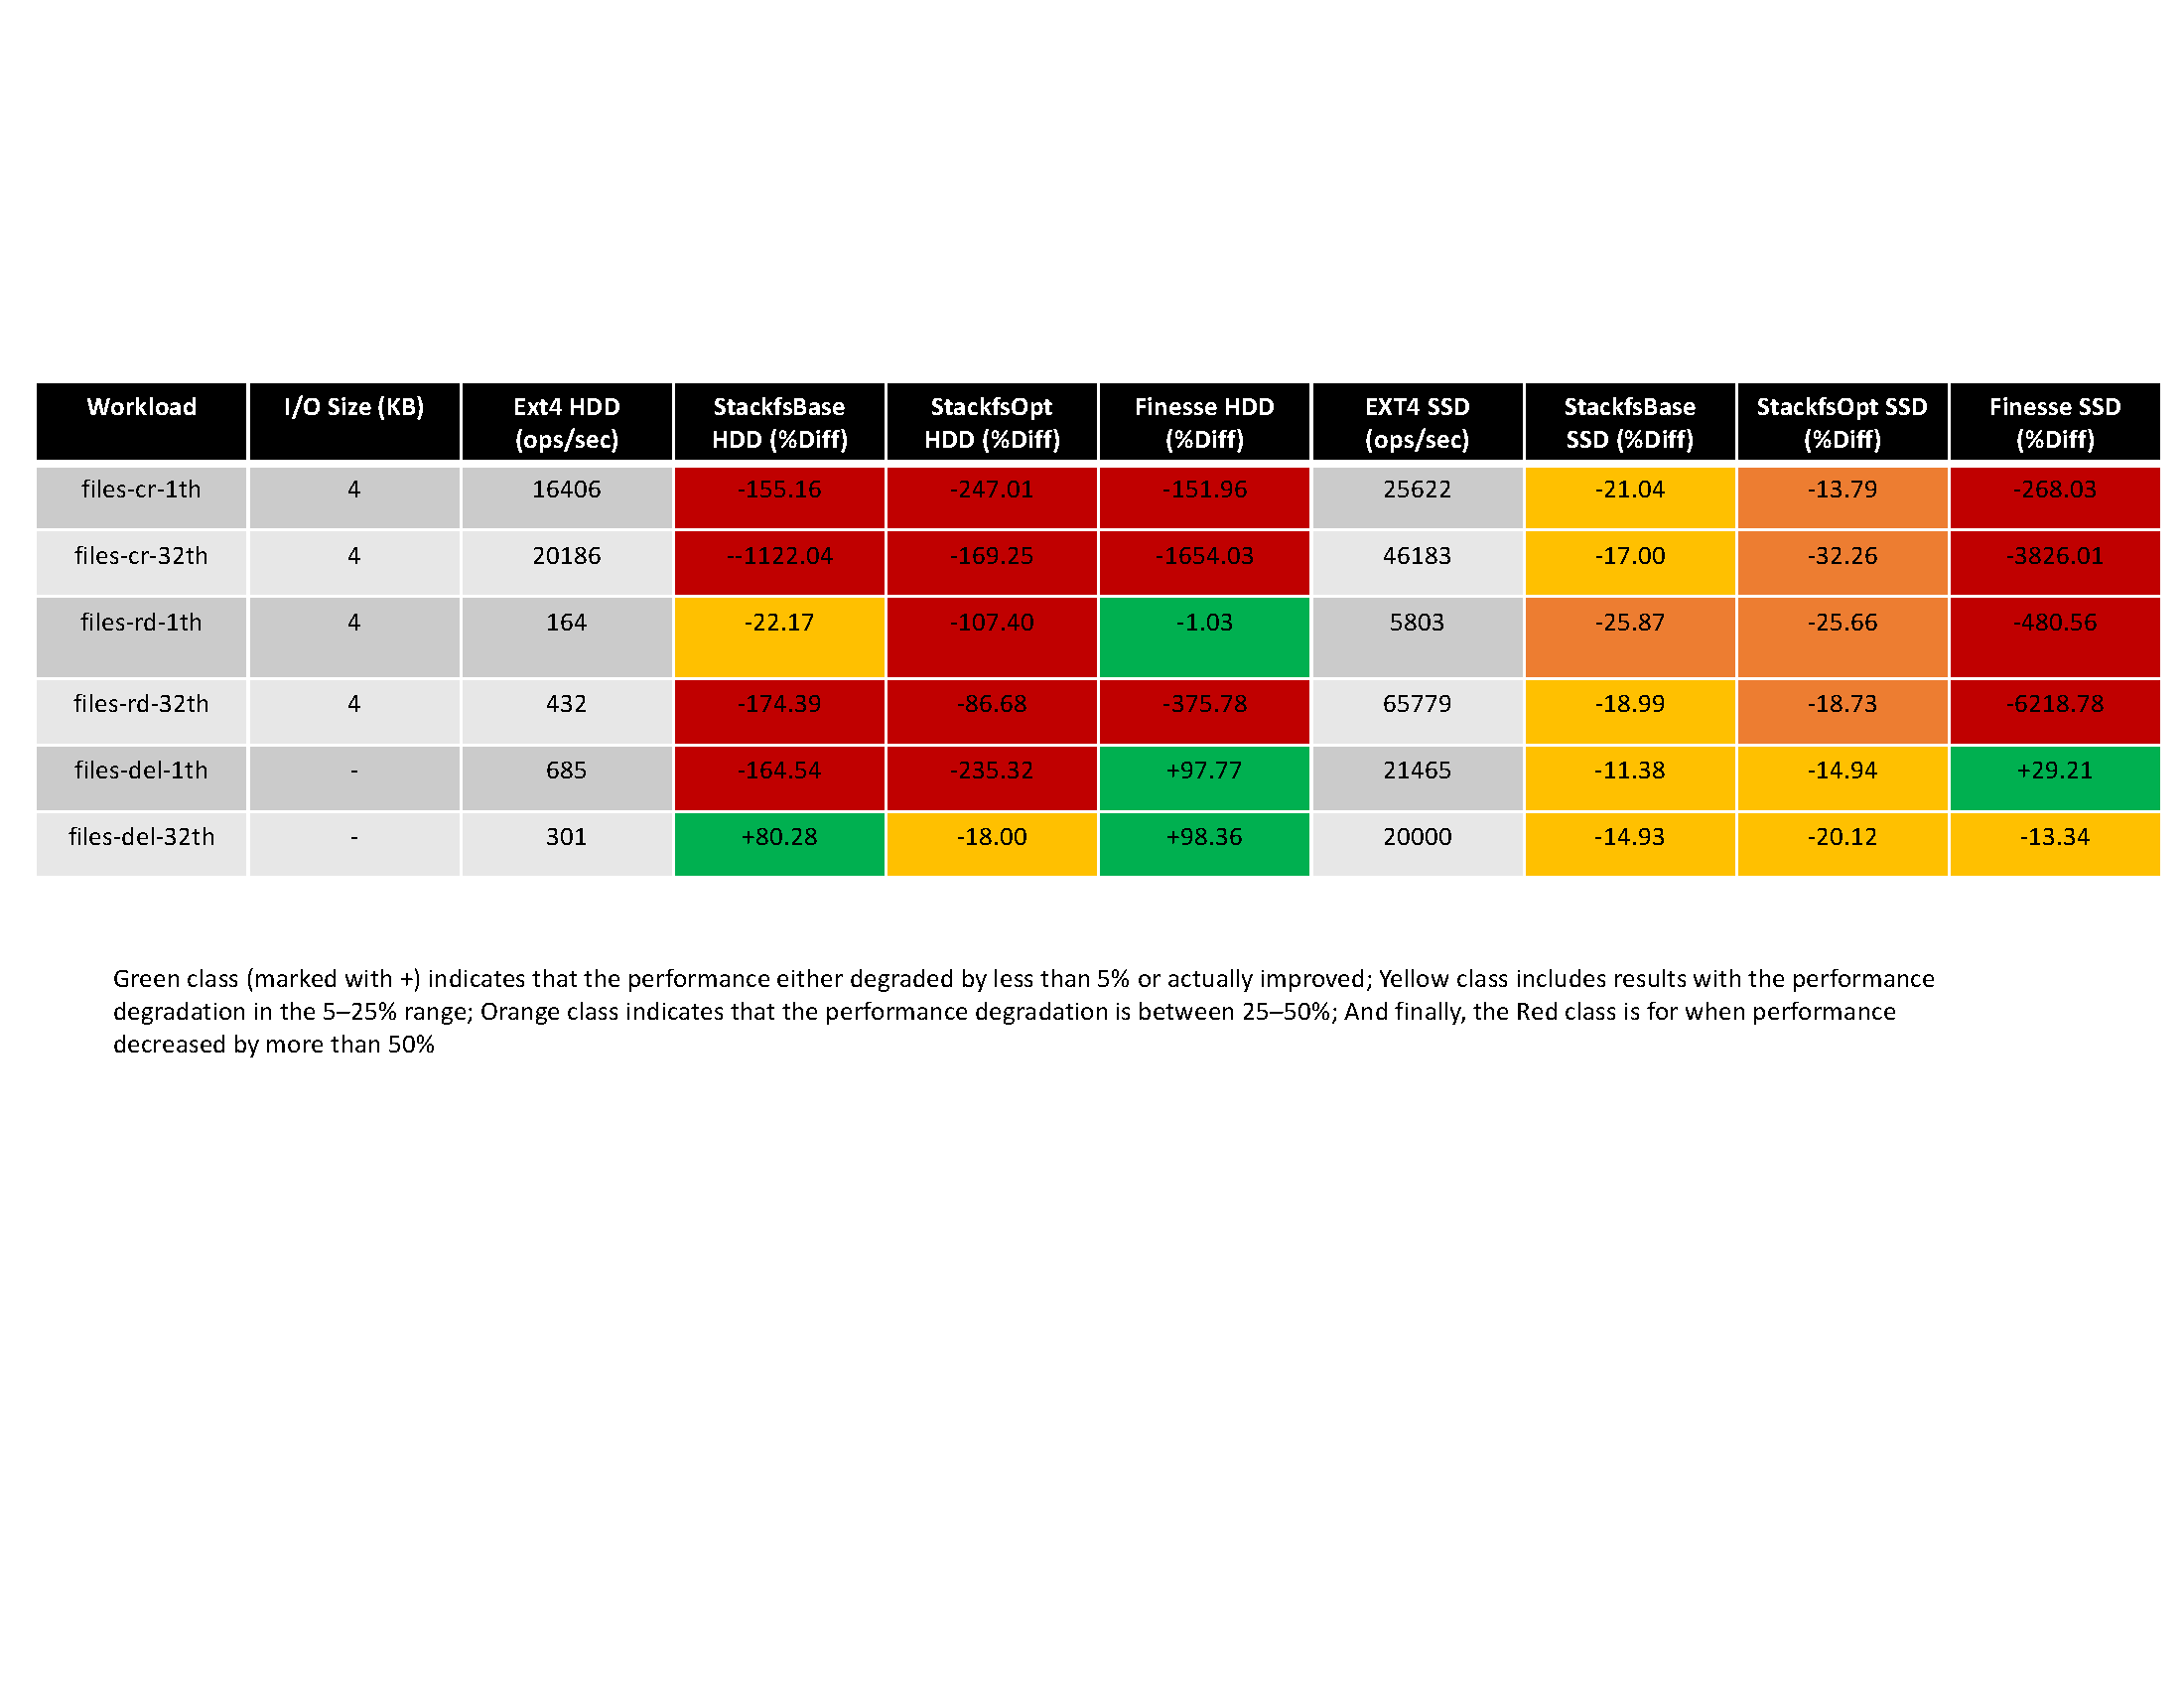 Workload I/O Size (KB) Ext4 HDD (ops/sec) StackfsBase HDD (%Diff) StackfsOpt HDD (%Diff) Finesse HDD (%Diff) EXT4 SSD (ops/sec) StackfsBase SSD (%Diff) StackfsOpt SSD (%Diff) Finesse SSD (%Diff)
files-cr-1th 4 16406 -155.16 -247.01 -151.96 25622 -21.04 -13.79 -268.03
files-cr-32th 4 20186 --1122.04 -169.25 -1654.03 46183 -17.00 -32.26 -3826.01
files-rd-1th 4 164 -22.17 -107.40 -1.03 5803 -25.87 -25.66 -480.56
files-rd-32th 4 432 -174.39 -86.68 -375.78 65779 -18.99 -18.73 -6218.78
files-del-1th - 685 -164.54 -235.32 +97.77 21465 -11.38 -14.94 +29.21
files-del-32th - 301 +80.28 -18.00 +98.36 20000 -14.93 -20.12 -13.34
Green class (marked with +) indicates that the performance either degraded by less than 5% or actually improved; Yellow class includes results with the performance
degradation in the 5–25% range; Orange class indicates that the performance degradation is between 25–50%; And finally, the Red class is for when performance
decreased by more than 50%